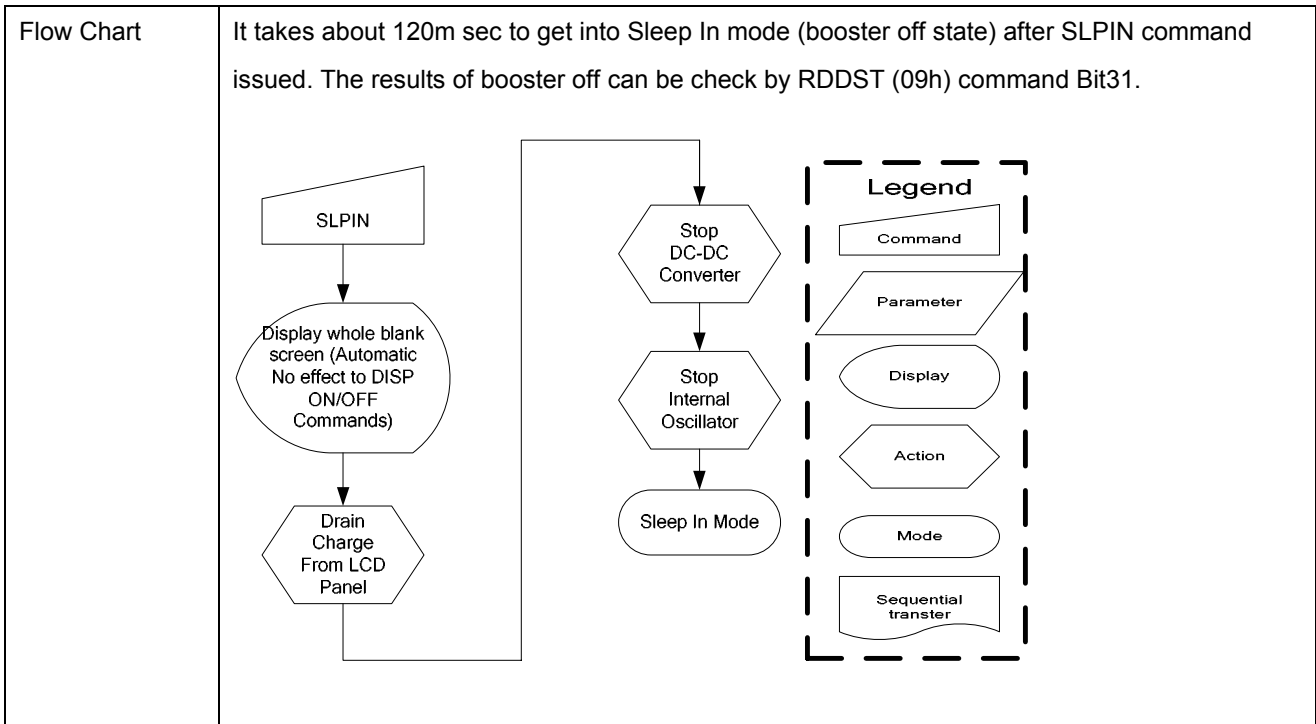 Flow Chart
It takes about 120m sec to get into Sleep In mode (booster off state) after SLPIN command
issued. The results of booster off can be check by RDDST (09h) command Bit31.
SLPIN
Display whole blank
screen (Automatic
No effect to DISP
ON/OFF
Commands)
Drain
Charge
From LCD
Panel
Stop
DC-DC
Converter
Stop
Internal
Oscillator
Sleep In Mode
Legend
Command
Parameter
Display
Action
Mode
Sequential
transter